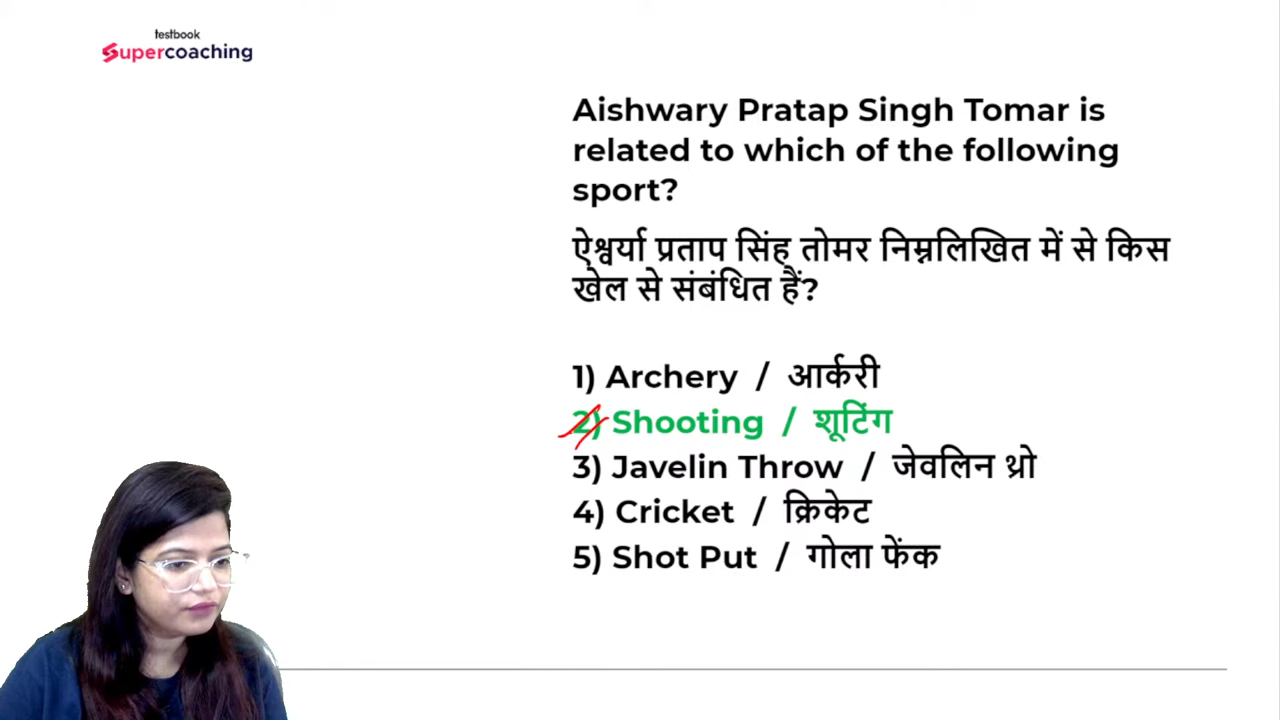 testbook
Supercoaching
Aishwary Pratap Singh Tomar is
related to which of the following
sport?
ऐश्वर्या प्रताप सिंह तोमर निम्नलिखित में से किस
खेल से संबंधित हैं?
1) Archery / आर्करी
2) Shooting / शूटिंग
3) Javelin Throw / जेवलिन थ्रो
4) Cricket / क्रिकेट
5) Shot Put / गोला फेंक